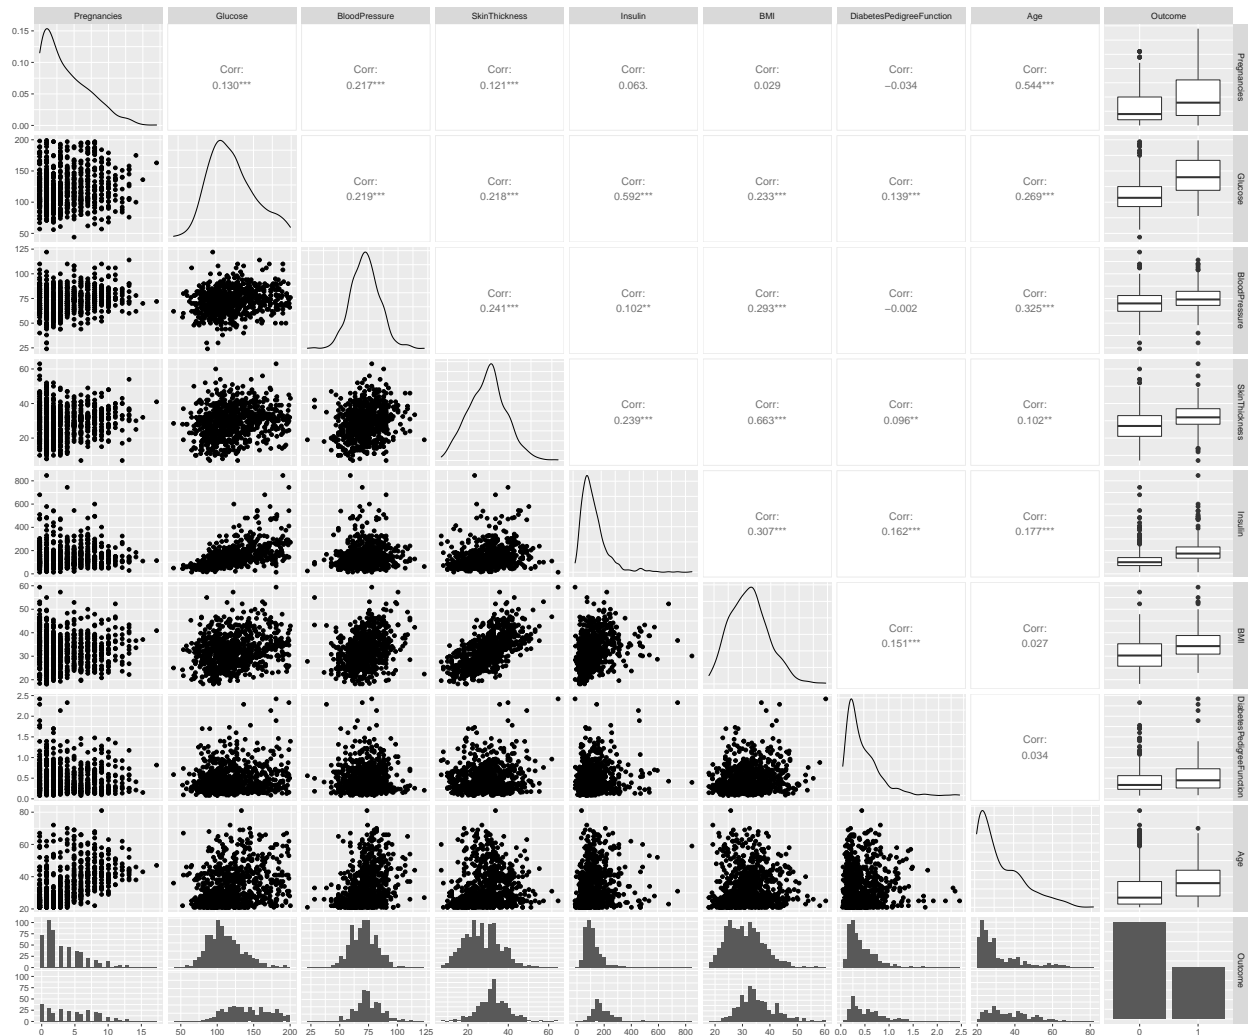 Pregnancies Glucose BloodPressure SkinThickness Insulin BMI DiabetesPedigreeFunction Age Outcome
0.15
0.10
0.05
0.00
Corr:
0.130***
Corr:
0.217***
Corr:
0.121***
Corr:
0.063.
Corr:
0.029
Corr:
−0.034
Corr:
0.544***
Pregnancies
200
150
100
50
Corr:
0.219***
Corr:
0.218***
Corr:
0.592***
Corr:
0.233***
Corr:
0.139***
Corr:
0.269***
Glucose
125
100
75
50
25
Corr:
0.241***
Corr:
0.102**
Corr:
0.293***
Corr:
−0.002
Corr:
0.325***
BloodPressure
60
40
20
Corr:
0.239***
Corr:
0.663***
Corr:
0.096**
Corr:
0.102**
SkinThickness
800
600
400
200
0
Corr:
0.307***
Corr:
0.162***
Corr:
0.177***
Insulin
60
50
40
30
20
Corr:
0.151***
Corr:
0.027
BMI
2.5
2.0
1.5
1.0
0.5
0.0
Corr:
0.034
DiabetesPedigreeFunction
80
60
40
20
Age
100
75
50
25
0
100
75
50
25
0
Outcome
0 5 10 15 50 100 150 200 25 50 75 100 125 20 40 60 0 200 400 600 800 20 30 40 50 60 0.0 0.5 1.0 1.5 2.0 2.5 20 40 60 80 0 1